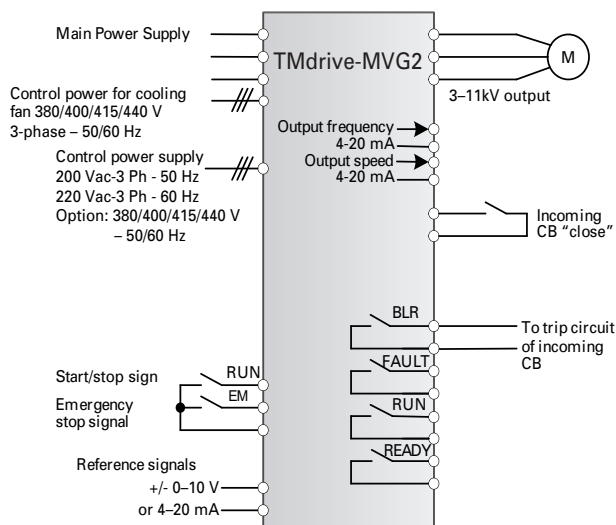 Main Power Supply
TMdrive-MVG2
M
3–11kV output
Control power for cooling
fan 380/400/415/440 V
3-phase – 50/60 Hz
Output frequency
4-20 mA
Output speed
4-20 mA
Control power supply
200 Vac-3 Ph - 50 Hz
220 Vac-3 Ph - 60 Hz
Option: 380/400/415/440 V
– 50/60 Hz
Incoming
CB “close”
BLR
To trip circuit
of incoming
CB
FAULT
RUN
READY
Start/stop sign
RUN
Emergency
stop signal
EM
Reference signals
+/- 0–10 V
or 4–20 mA